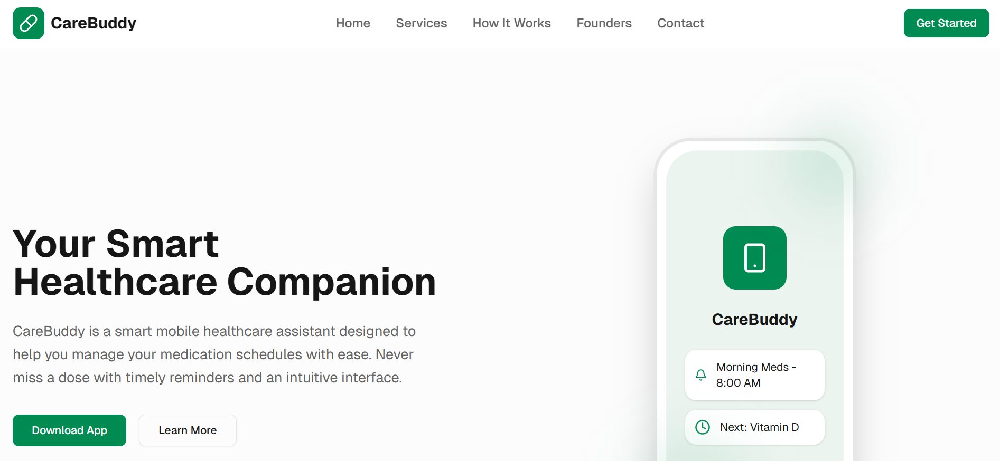 CareBuddy
Home
Services
How It Works
Founders
Contact
Get Started
Your Smart
Healthcare Companion
CareBuddy is a smart mobile healthcare assistant designed to
help you manage your medication schedules with ease. Never
miss a dose with timely reminders and an intuitive interface.
Download App
Learn More
CareBuddy
Morning Meds -
8:00 AM
Next: Vitamin D